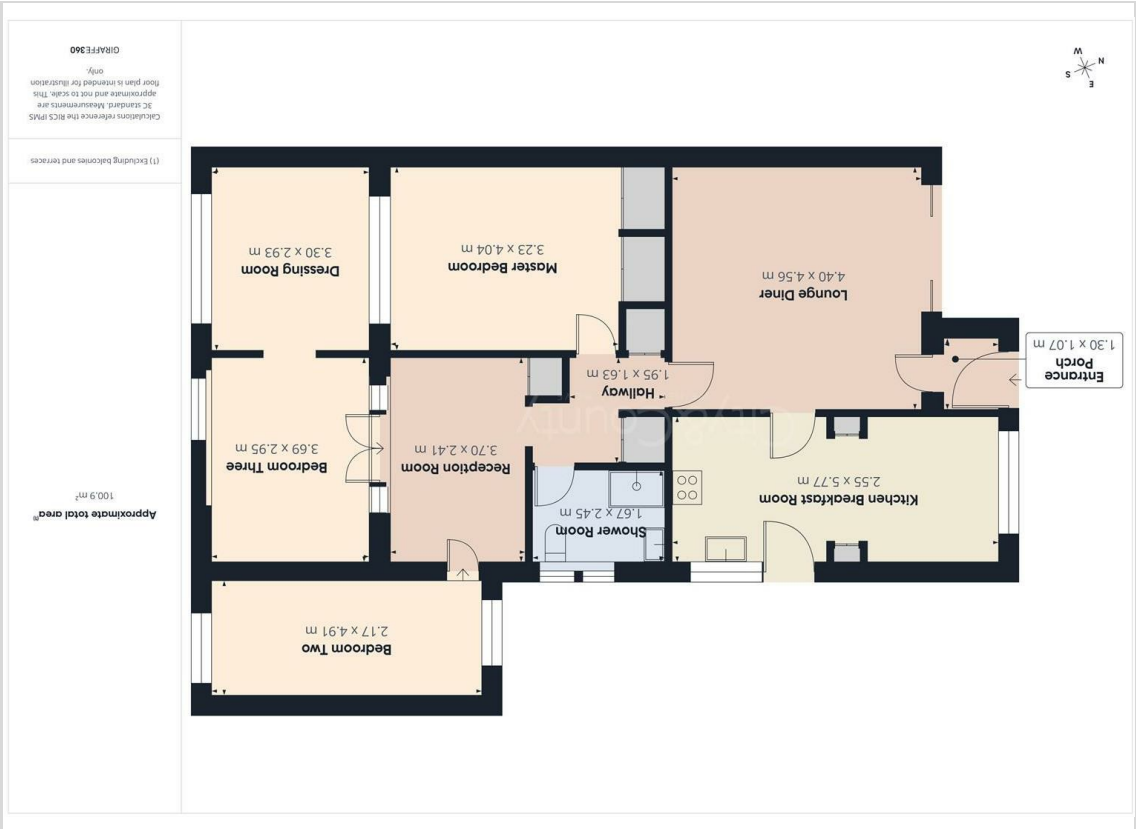 Bedroom Two
2.17 x 4.91 m
Kitchen Breakfast Room
2.55 x 5.77 m
Shower Room
1.67 x 2.45 m
Reception Room
3.70 x 2.41 m
Bedroom Three
3.69 x 2.95 m
City&County
Entrance
Porch
1.30 x 1.07 m
Hallway
1.95 x 1.63 m
Lounge Diner
4.40 x 4.56 m
Master Bedroom
3.23 x 4.04 m
Dressing Room
3.30 x 2.93 m
E
N
S
W
Approximate total area(1)
100.9 m²
(1) Excluding balconies and terraces
Calculations reference the RICS IPMS
3C standard. Measurements are
approximate and not to scale. This
floor plan is intended for illustration
only.
GIRAFFE360